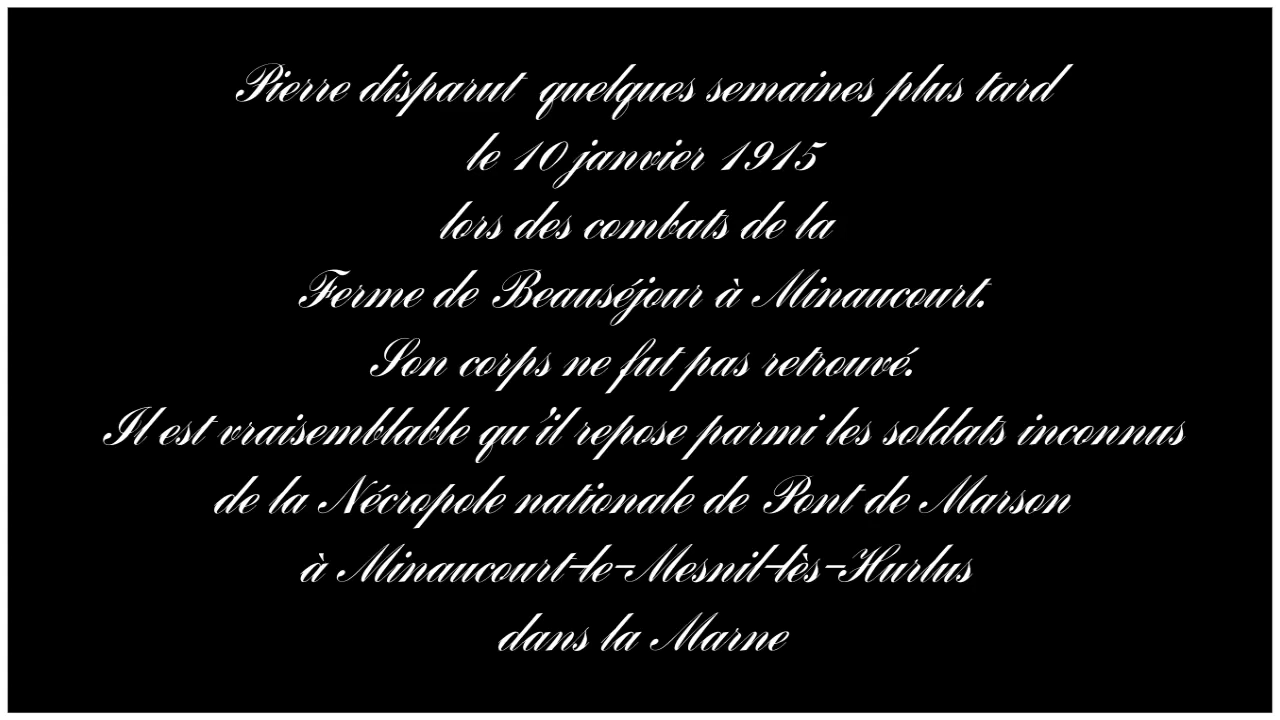 Pierre disparut quelques semaines plus tard
le 10 janvier 1915
lors des combats de la
Ferme de Beauséjour à Minaucourt.
Son corps ne fut pas retrouvé.
Il est vraisemblable qu'il repose parmi les soldats inconnus
de la Nécropole nationale de Pont de Marson
à Minaucourt-le-Mesnil-lès-Hurlus
dans la Marne